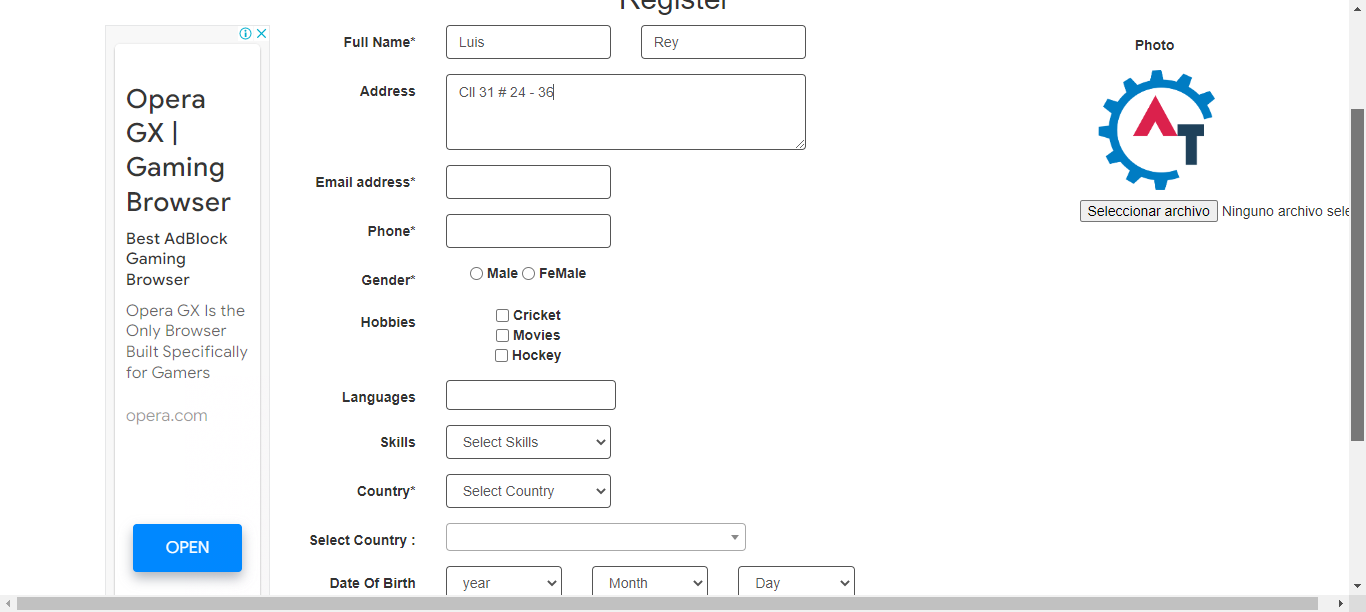 Register
Opera
GX |
Gaming
Browser
Best AdBlock
Gaming
Browser
Opera GX Is the
Only Browser
Built Specifically
for Gamers
opera.com
OPEN
Full Name* Luis Rey
Address Cll 31 # 24 - 36
Email address*
Phone*
Gender* Male FeMale
Hobbies Cricket
Movies
Hockey
Languages
Skills Select Skills
Country* Select Country
Select Country :
Date Of Birth year Month Day
Photo
AT
Seleccionar archivo Ninguno archivo sele